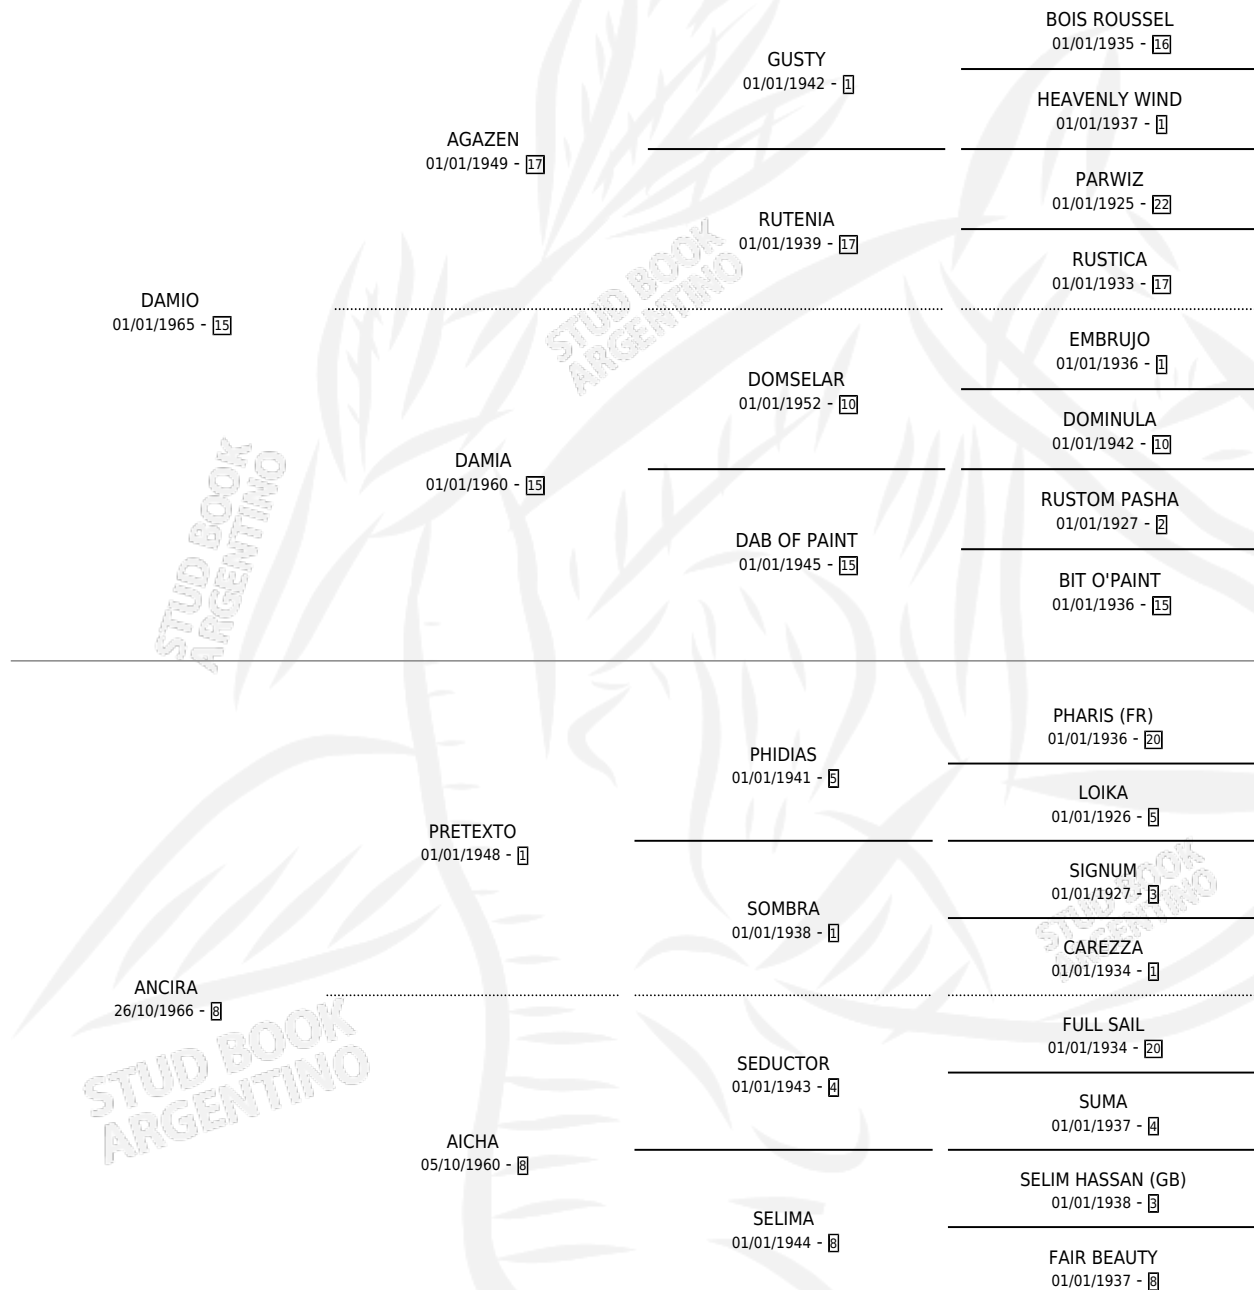 BOIS ROUSSEL
01/01/1935 - 16
GUSTY
01/01/1942 - 1
HEAVENLY WIND
01/01/1937 - 1
AGAZEN
01/01/1949 - 17
PARWIZ
01/01/1925 - 22
RUTENIA
01/01/1939 - 17
RUSTICA
01/01/1933 - 17
DAMIO
01/01/1965 - 15
EMBRUJO
01/01/1936 - 1
DOMSELAR
01/01/1952 - 10
DOMINULA
01/01/1942 - 10
DAMIA
01/01/1960 - 15
RUSTOM PASHA
01/01/1927 - 2
DAB OF PAINT
01/01/1945 - 15
BIT O'PAINT
01/01/1936 - 15
PHARIS (FR)
01/01/1936 - 20
PHIDIAS
01/01/1941 - 5
LOIKA
01/01/1926 - 5
PRETEXTO
01/01/1948 - 1
SIGNUM
01/01/1927 - 3
SOMBRA
01/01/1938 - 1
CAREZZA
01/01/1934 - 1
ANCIRA
26/10/1966 - 8
FULL SAIL
01/01/1934 - 20
SEDUCTOR
01/01/1943 - 4
SUMA
01/01/1937 - 4
AICHA
05/10/1960 - 8
SELIM HASSAN (GB)
01/01/1938 - 3
SELIMA
01/01/1944 - 8
FAIR BEAUTY
01/01/1937 - 8
STUD BOOK
ARGENTINO
STUD BOOK
ARGENTINO
STUD BOOK
ARGENTINO
STUD BOOK
ARGENTINO